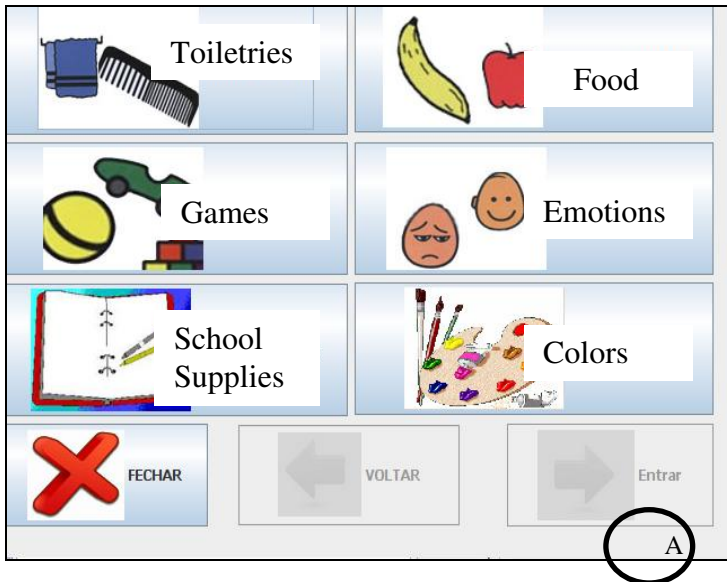 Toiletries
Food
Games
Emotions
School
Supplies
Colors
FECHAR
VOLTAR
Entrar
A